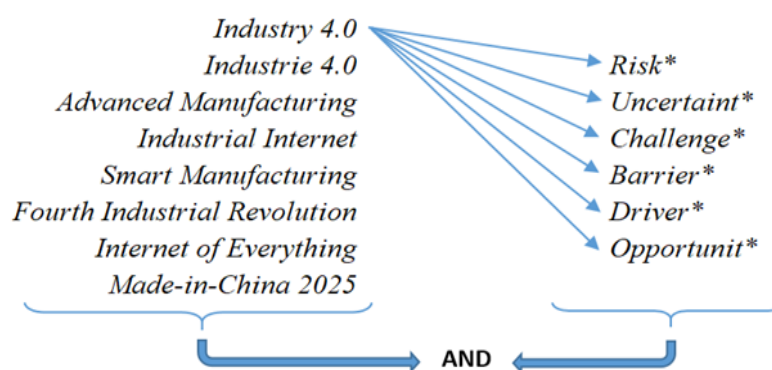 Industry 4.0
Industrie 4.0
Advanced Manufacturing
Industrial Internet
Smart Manufacturing
Fourth Industrial Revolution
Internet of Everything
Made-in-China 2025
Risk*
Uncertaint*
Challenge*
Barrier*
Driver*
Opportunit*
AND